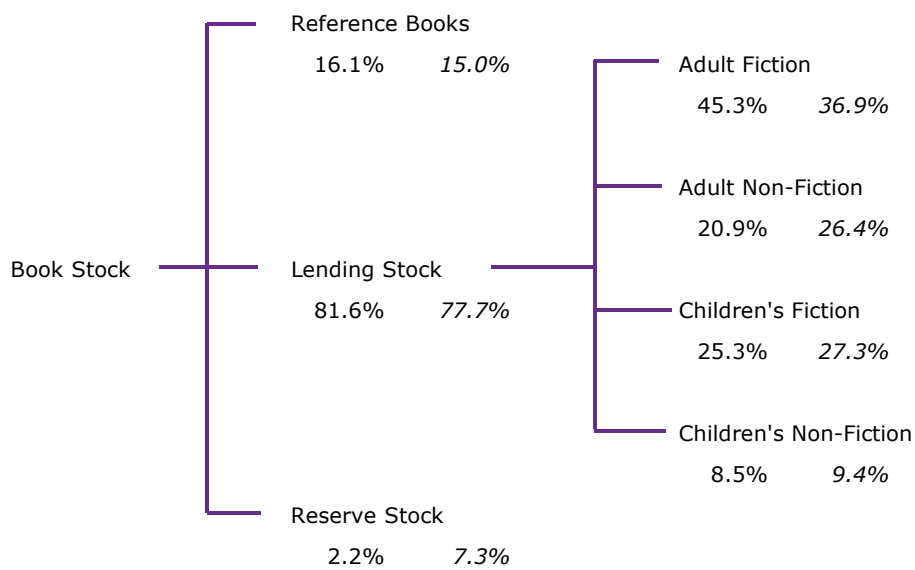 Reference Books
16.1% 15.0%
Adult Fiction
45.3% 36.9%
Adult Non-Fiction
20.9% 26.4%
Book Stock
Lending Stock
81.6% 77.7%
Children's Fiction
25.3% 27.3%
Children's Non-Fiction
8.5% 9.4%
Reserve Stock
2.2% 7.3%